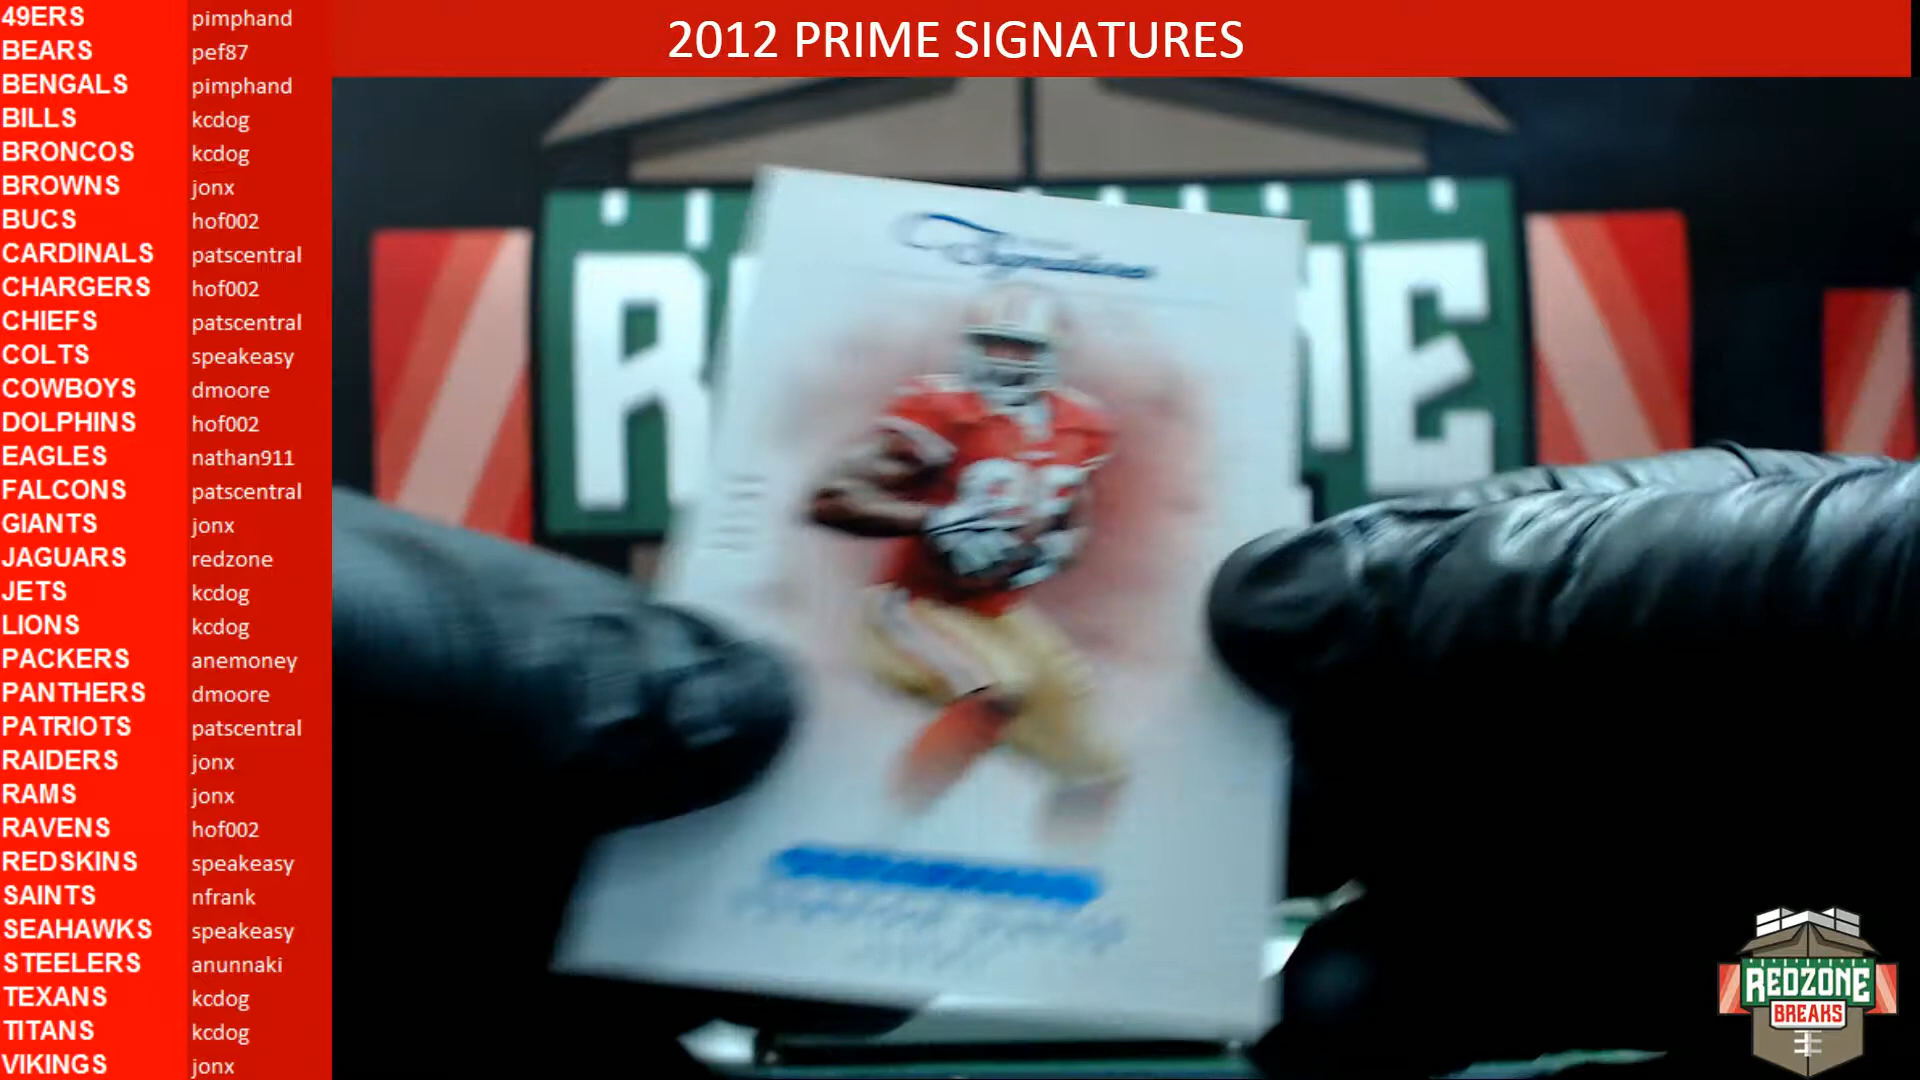 2012 PRIME SIGNATURES
49ERS pimphand
BEARS pef87
BENGALS pimphand
BILLS kcdog
BRONCOS kcdog
BROWNS jonx
BUCS hof002
CARDINALS patscentral
CHARGERS hof002
CHIEFS patscentral
COLTS speakeasy
COWBOYS dmoore
DOLPHINS hof002
EAGLES nathan911
FALCONS patscentral
GIANTS jonx
JAGUARS redzone
JETS kcdog
LIONS kcdog
PACKERS anemoney
PANTHERS dmoore
PATRIOTS patscentral
RAIDERS jonx
RAMS jonx
RAVENS hof002
REDSKINS speakeasy
SAINTS nfrank
SEAHAWKS speakeasy
STEELERS anunnaki
TEXANS kcdog
TITANS kcdog
VIKINGS jonx
Signatures
REDZONE
BREAKS